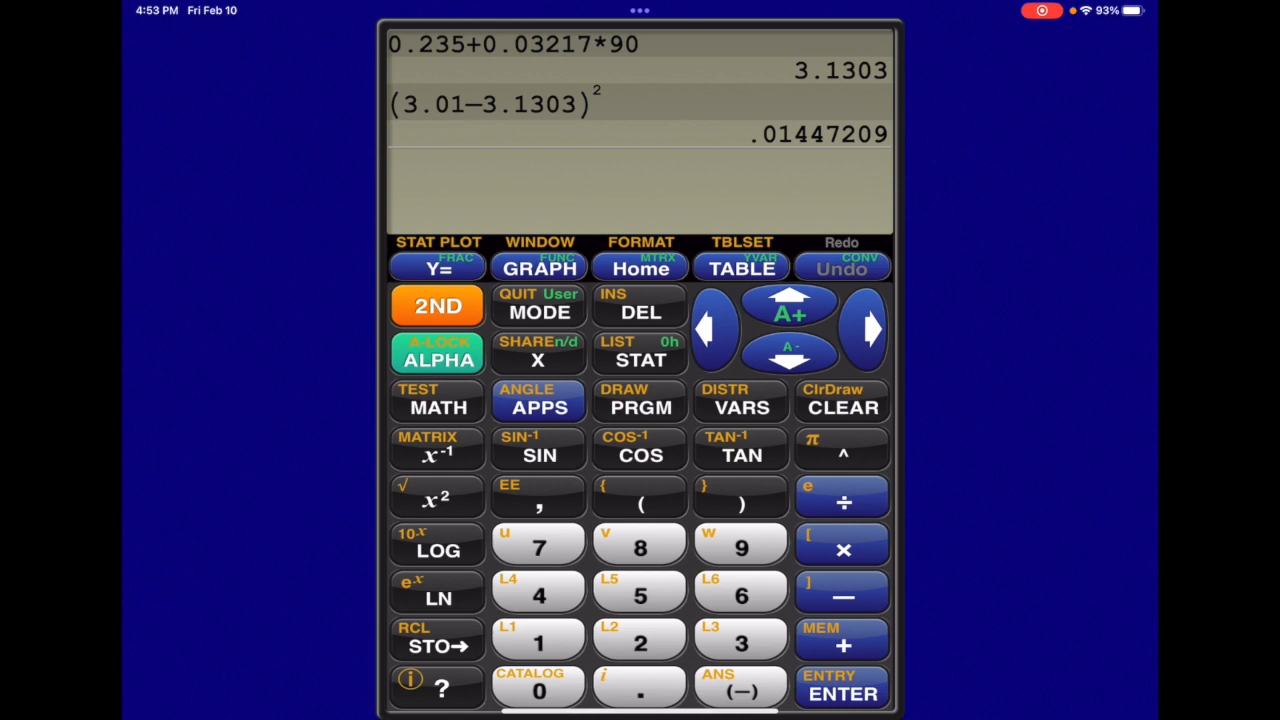 4:53 PM Fri Feb 10
93%
0.235+0.03217*90
3.1303
(3.01—3.1303)²
.01447209
STAT PLOT WINDOW FORMAT TBLSET Redo
FRAC FUNC MTRX YVAR CONV
Y= GRAPH Home TABLE Undo
QUIT User INS
2ND MODE DEL A+
A-LOCK SHARE n/d LIST 0h A-
ALPHA X STAT
TEST ANGLE DRAW DISTR ClrDraw
MATH APPS PRGM VARS CLEAR
MATRIX SIN-1 COS-1 TAN-1 π
x-1 SIN COS TAN ^
√ EE { } e
x² , ( ) ÷
10x u v w [
LOG 7 8 9 ×
ex L4 L5 L6 ]
LN 4 5 6 —
RCL L1 L2 L3 MEM
STO→ 1 2 3 +
i CATALOG i ANS ENTRY
? 0 . (—) ENTER